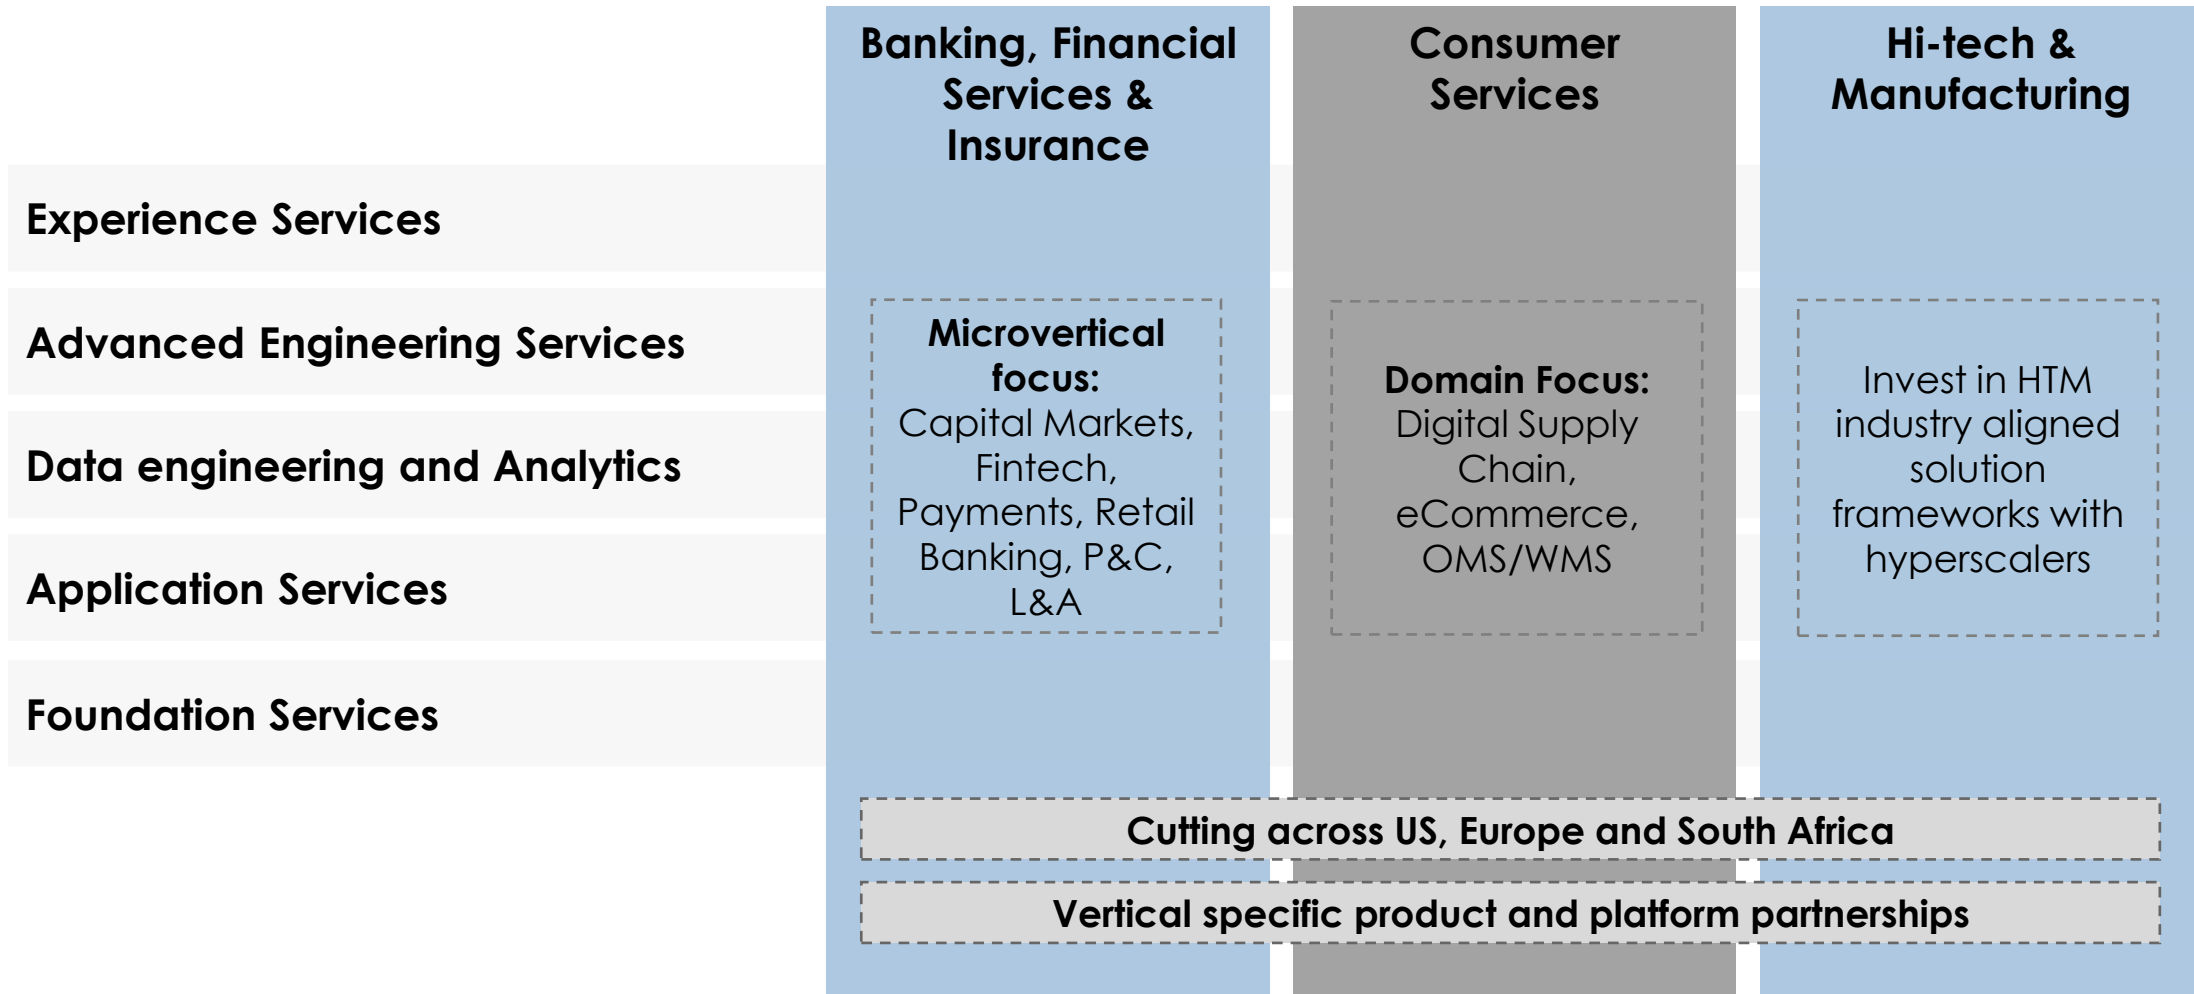 Banking, Financial
Services &
Insurance
Consumer
Services
Hi-tech &
Manufacturing
Experience Services
Advanced Engineering Services
Data engineering and Analytics
Application Services
Foundation Services
Microvertical
focus:
Capital Markets,
Fintech,
Payments, Retail
Banking, P&C,
L&A
Domain Focus:
Digital Supply
Chain,
eCommerce,
OMS/WMS
Invest in HTM
industry aligned
solution
frameworks with
hyperscalers
Cutting across US, Europe and South Africa
Vertical specific product and platform partnerships